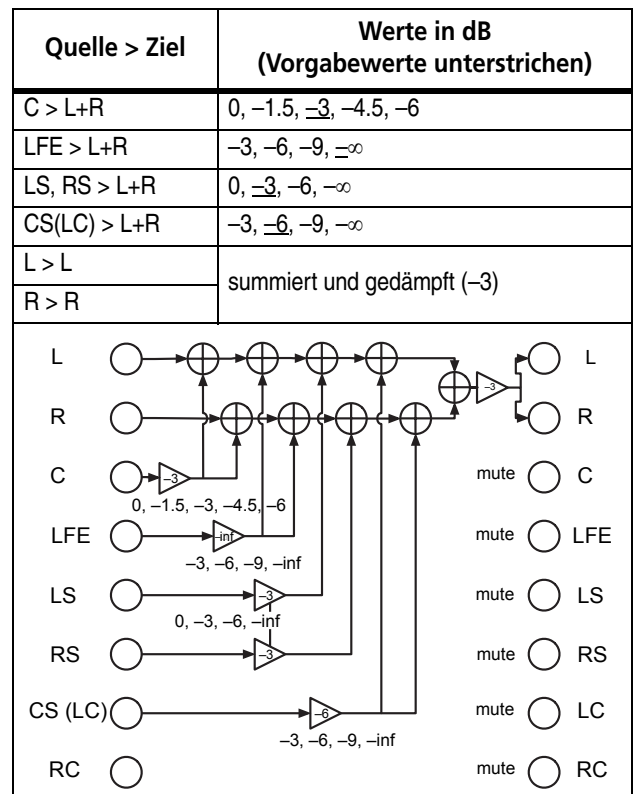 Quelle > Ziel
Werte in dB
(Vorgabewerte unterstrichen)
C > L+R
0, –1.5, –3, –4.5, –6
LFE > L+R
–3, –6, –9, –∞
LS, RS > L+R
0, –3, –6, –∞
CS(LC) > L+R
–3, –6, –9, –∞
L > L
summiert und gedämpft (–3)
R > R
L
–3
L
R
R
C
–3
mute
C
0, –1.5, –3, –4.5, –6
LFE
–inf
mute
LFE
–3, –6, –9, –inf
LS
–3
mute
LS
0, –3, –6, –inf
RS
–3
mute
RS
CS (LC)
–6
mute
LC
–3, –6, –9, –inf
RC
mute
RC